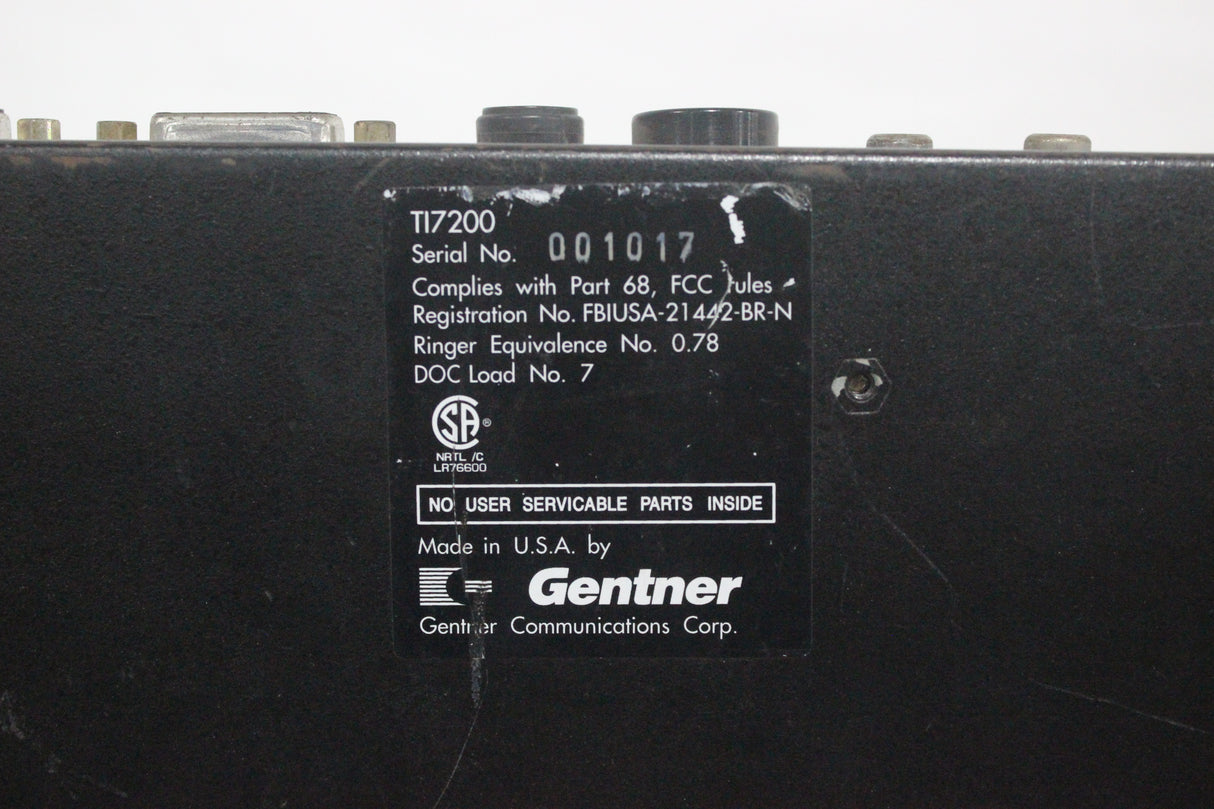 TI7200
Serial No. 001017
Complies with Part 68, FCC rules
Registration No. FBIUSA-21442-BR-N
Ringer Equivalence No. 0.78
DOC Load No. 7
SA ®
NRTL /C
LR76600
NO USER SERVICABLE PARTS INSIDE
Made in U.S.A. by
Gentner
Gentner Communications Corp.